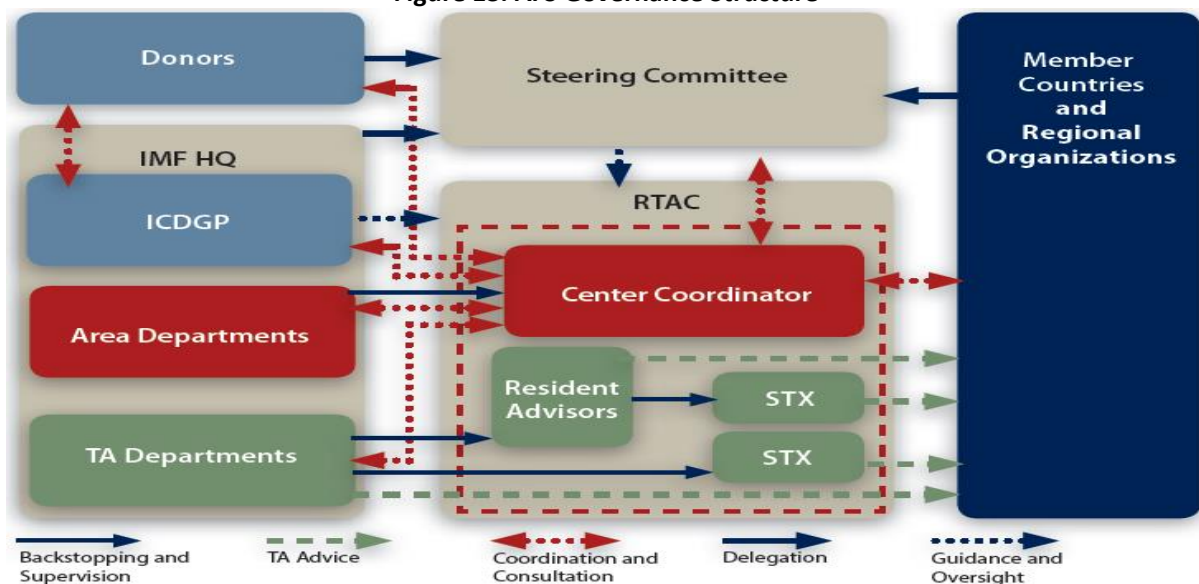 Donors
Steering Committee
Member
Countries
and
Regional
Organizations
IMF HQ
ICDGP
RTAC
Center Coordinator
Area Departments
Resident
Advisors
STX
TA Departments
STX
Backstopping and
Supervision
TA Advice
Coordination and
Consultation
Delegation
Guidance and
Oversight